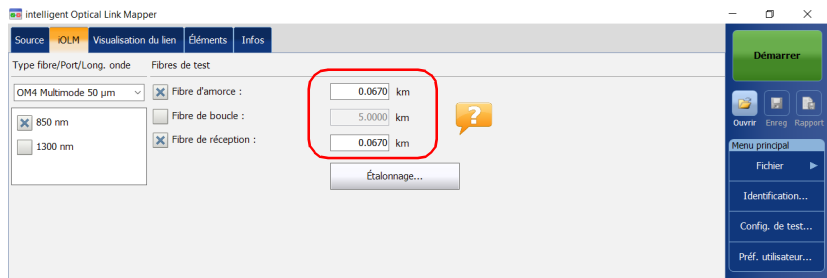 intelligent Optical Link Mapper
Source iOLM Visualisation du lien Éléments Infos
Type fibre/Port/Long. onde Fibres de test
OM4 Multimode 50 µm
850 nm
1300 nm
Fibre d'amorce : 0.0670 km
Fibre de boucle : 5.0000 km
Fibre de réception : 0.0670 km
?
Étalonnage...
Démarrer
Ouvrir Enreg Rapport
Menu principal
Fichier
Identification...
Config. de test...
Préf. utilisateur...